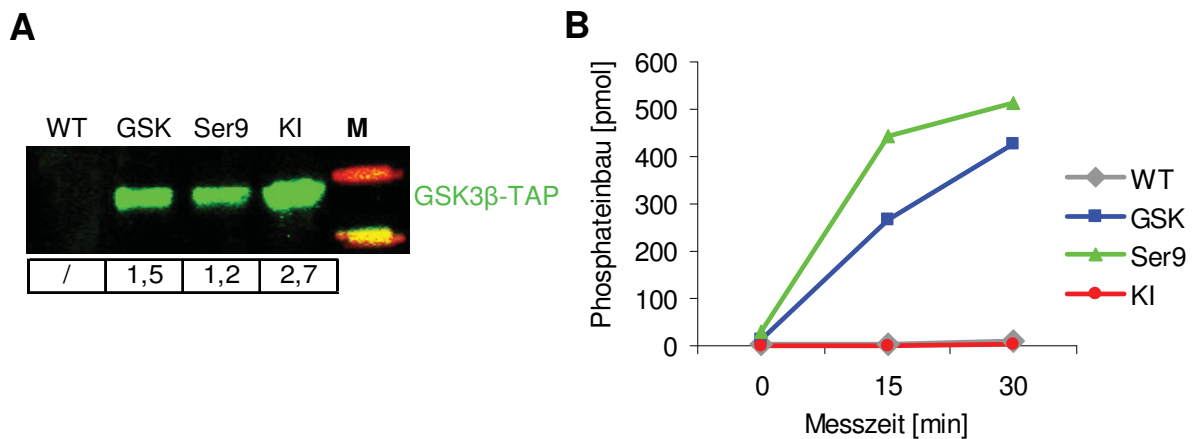 A
WT GSK Ser9 KI M
GSK3β-TAP
/ 1,5 1,2 2,7
B
Phosphateinbau [pmol]
600
500
400
300
200
100
0
0 15 30
Messzeit [min]
WT
GSK
Ser9
KI